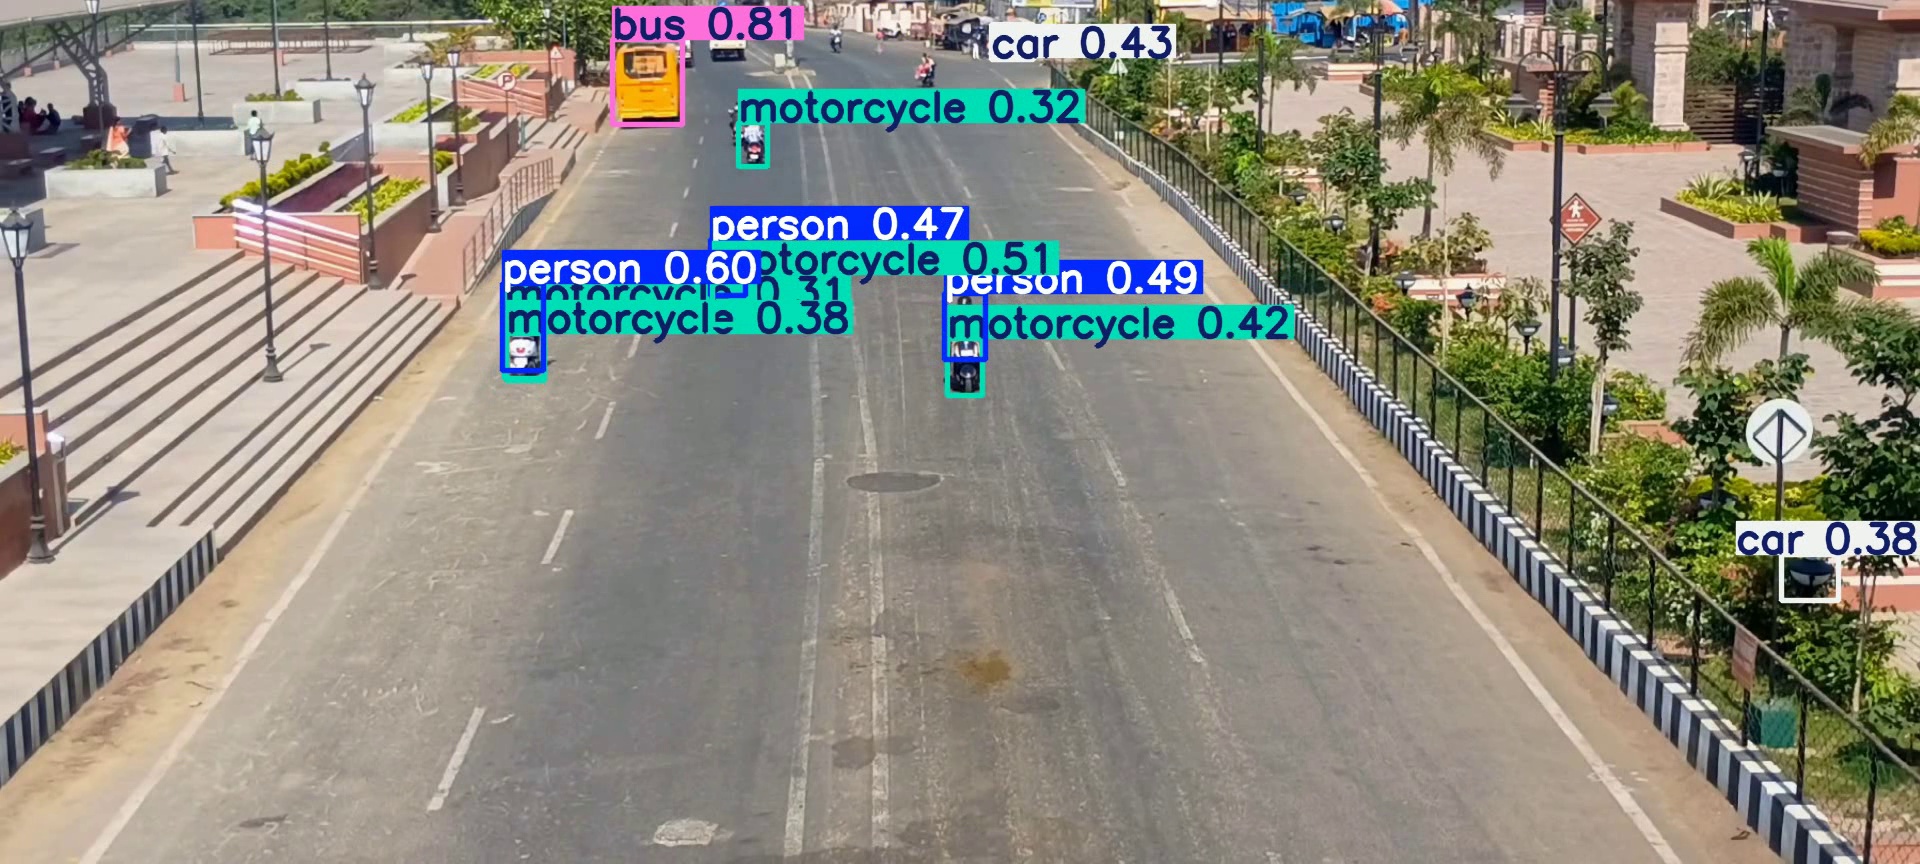 bus 0.81
car 0.43
motorcycle 0.32
person 0.47
otorcycle 0.51
person 0.60
person 0.49
motorcycle 0.31
motorcycle 0.38
motorcycle 0.42
car 0.38
P